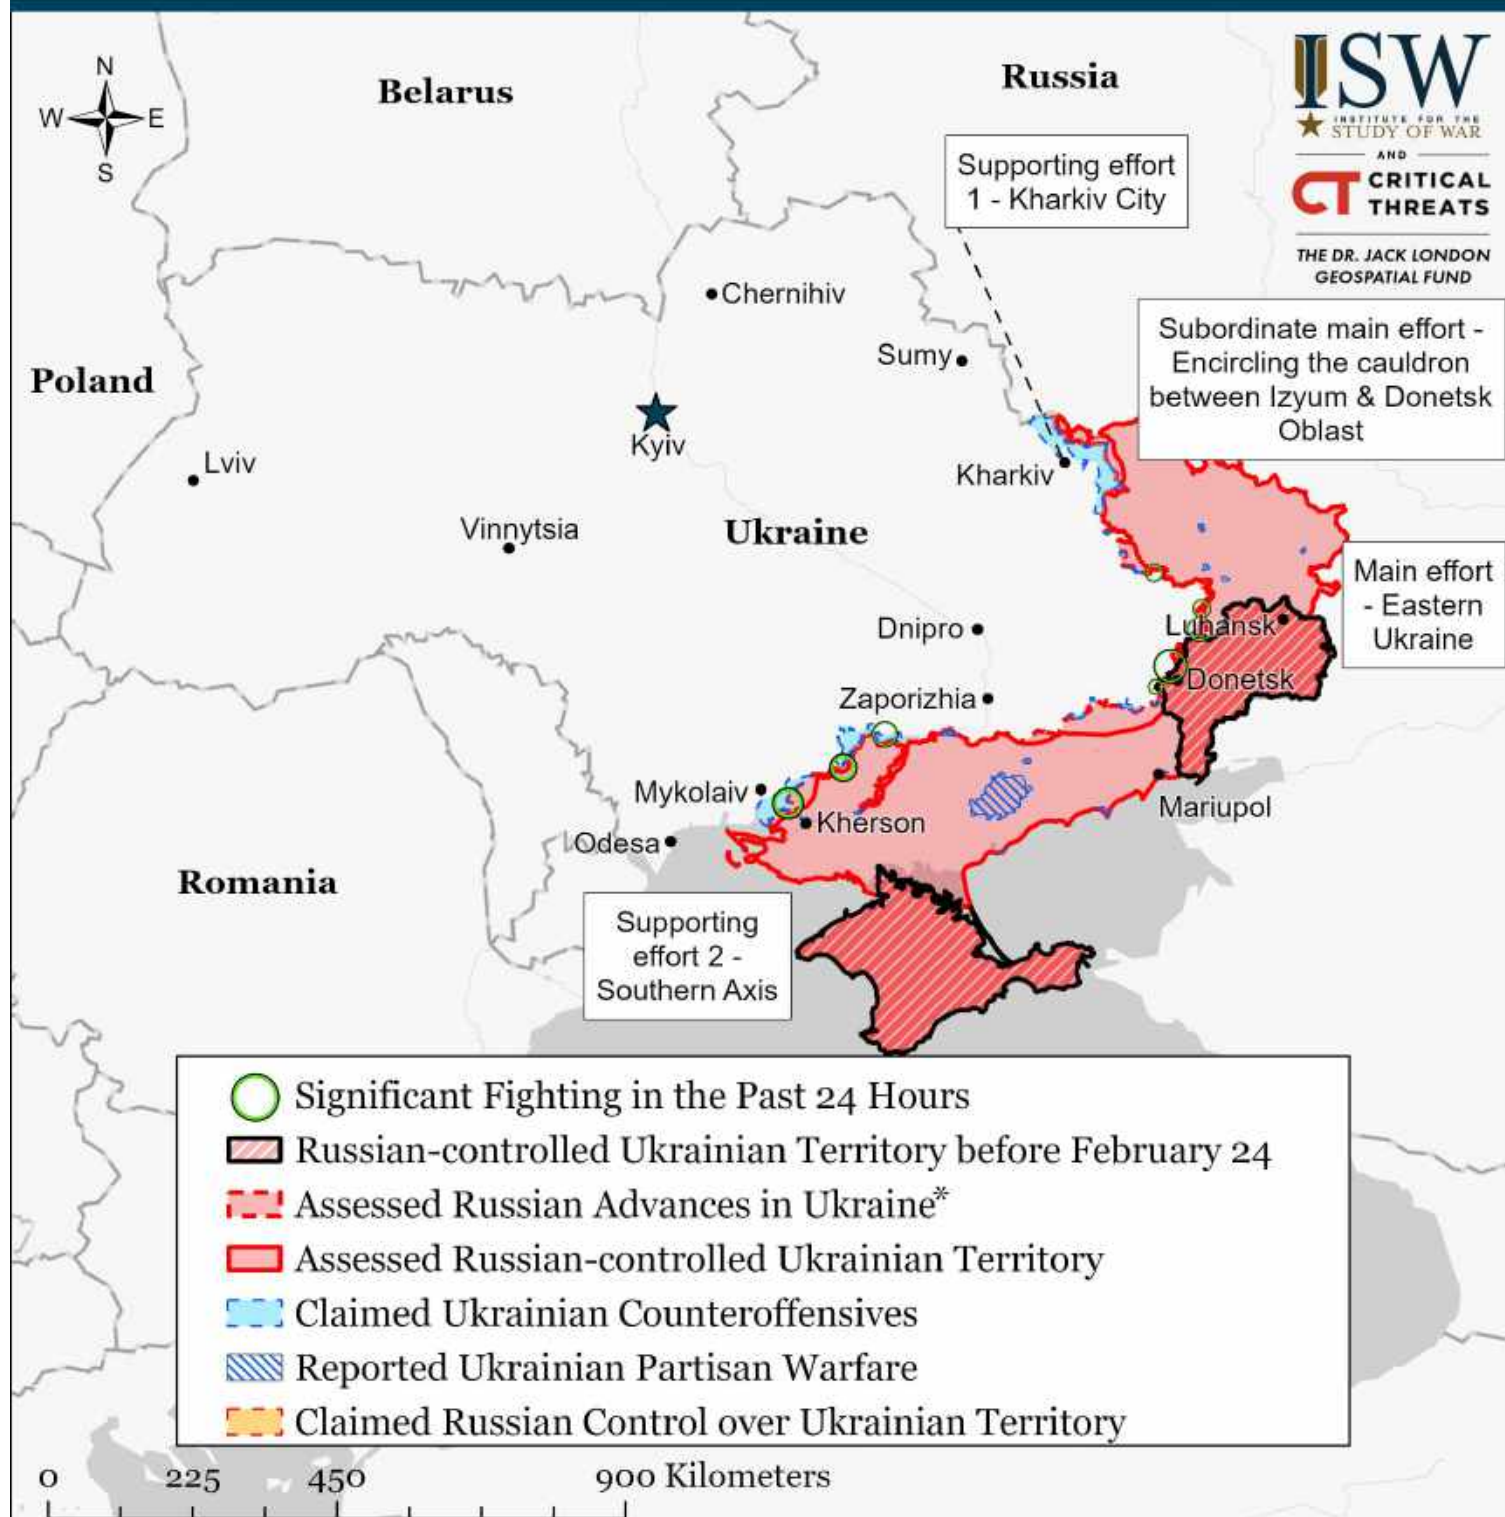 N
W
E
S
Belarus
Russia
ISW
INSTITUTE FOR THE
STUDY OF WAR
AND
CT CRITICAL
THREATS
THE DR. JACK LONDON
GEOSPATIAL FUND
Supporting effort
1 - Kharkiv City
Chernihiv
Subordinate main effort -
Encircling the cauldron
between Izyum & Donetsk
Oblast
Sumy
Poland
Kyiv
Lviv
Kharkiv
Vinnytsia
Ukraine
Main effort
- Eastern
Ukraine
Dnipro
Luhansk
Donetsk
Zaporizhia
Mykolaiv
Mariupol
Kherson
Odesa
Romania
Supporting
effort 2 -
Southern Axis
Significant Fighting in the Past 24 Hours
Russian-controlled Ukrainian Territory before February 24
Assessed Russian Advances in Ukraine*
Assessed Russian-controlled Ukrainian Territory
Claimed Ukrainian Counteroffensives
Reported Ukrainian Partisan Warfare
Claimed Russian Control over Ukrainian Territory
0 225 450 900 Kilometers